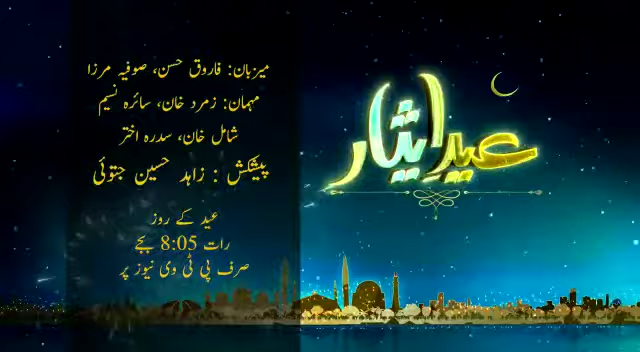 میزبان: فاروق حسن، صوفیہ مرزا
مہمان: زمرد خان، سائرہ نسیم
شامل خان، سدرہ اختر
پیشکش : زاہد حسین جتوئی
عید کے روز
رات 8:05 بجے
صرف پی ٹی وی نیوز پر
عید ایثار